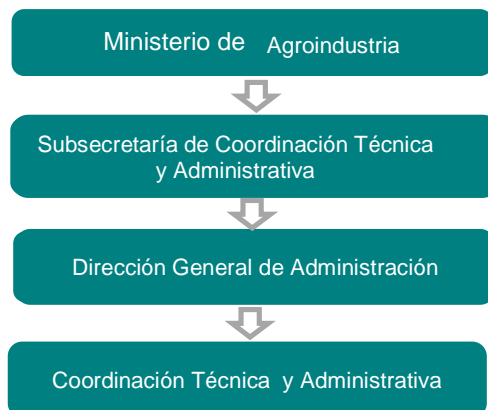 Ministerio de Agroindustria
Subsecretaría de Coordinación Técnica
y Administrativa
Dirección General de Administración
Coordinación Técnica y Administrativa